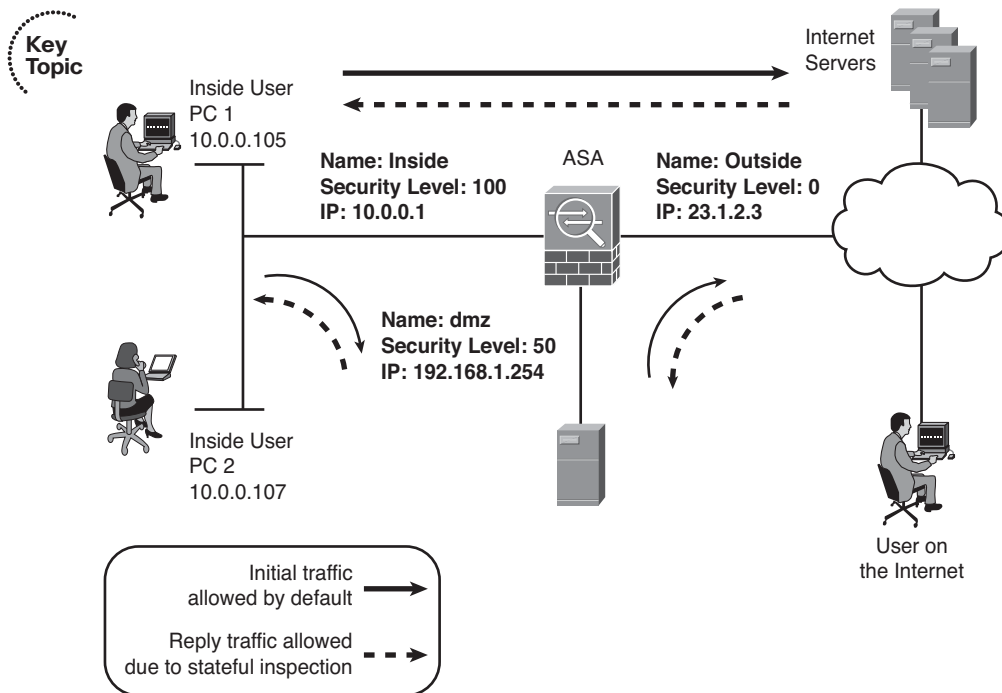 Key
Topic
Internet
Servers
Inside User
PC 1
10.0.0.105
Name: Inside
Security Level: 100
IP: 10.0.0.1
ASA
Name: Outside
Security Level: 0
IP: 23.1.2.3
Name: dmz
Security Level: 50
IP: 192.168.1.254
Inside User
PC 2
10.0.0.107
User on
the Internet
Initial traffic
allowed by default
Reply traffic allowed
due to stateful inspection